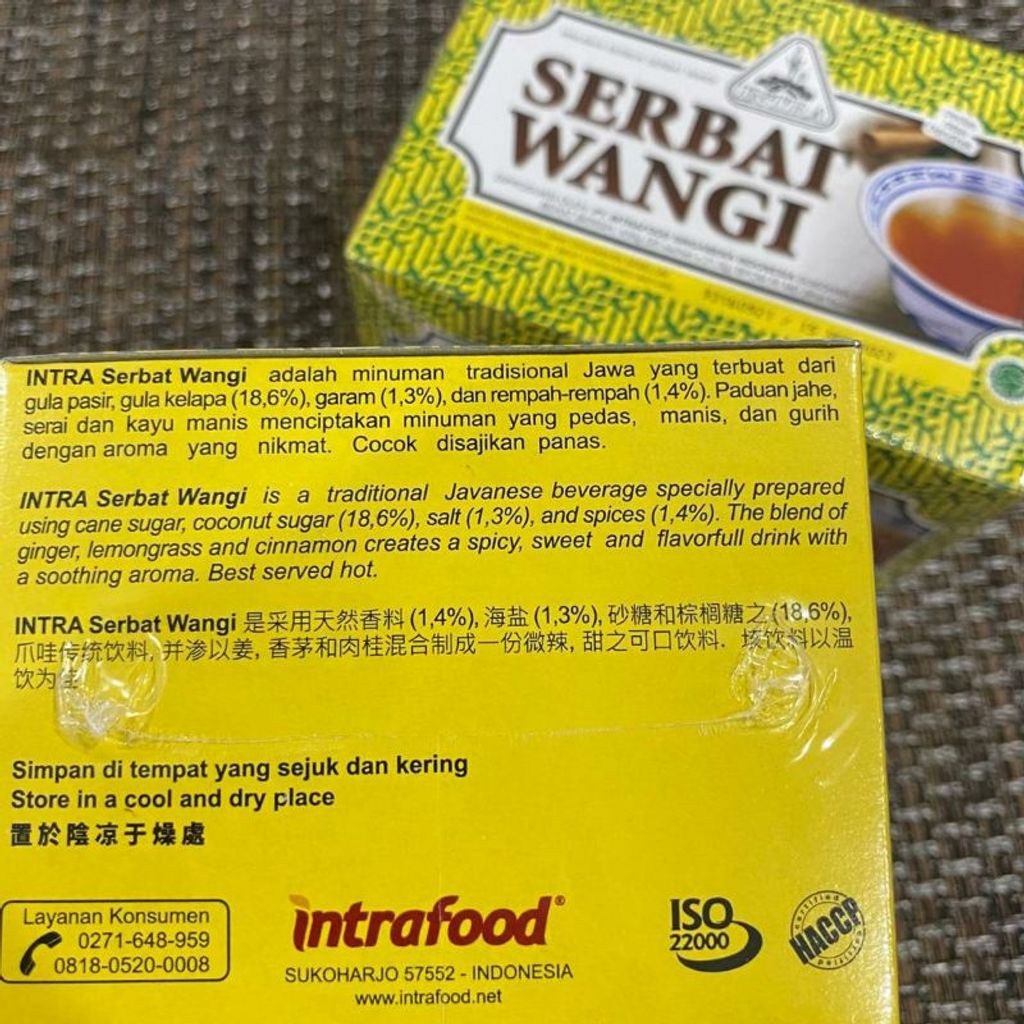 SERBAT
WANGI
INTRA Serbat Wangi adalah minuman tradisional Jawa yang terbuat dari
gula pasir, gula kelapa (18,6%), garam (1,3%), dan rempah-rempah (1,4%). Paduan jahe,
serai dan kayu manis menciptakan minuman yang pedas, manis, dan gurih
dengan aroma yang nikmat. Cocok disajikan panas.
INTRA Serbat Wangi is a traditional Javanese beverage specially prepared
using cane sugar, coconut sugar (18,6%), salt (1,3%), and spices (1,4%). The blend of
ginger, lemongrass and cinnamon creates a spicy, sweet and flavorfull drink with
a soothing aroma. Best served hot.
INTRA Serbat Wangi 是采用天然香料 (1,4%), 海盐 (1,3%), 砂糖和棕榈糖之 (18,6%),
爪哇传统饮料, 并渗以姜, 香茅和肉桂混合制成一份微辣, 甜之可口饮料. 该饮料以温
饮为佳.
Simpan di tempat yang sejuk dan kering
Store in a cool and dry place
置於陰凉于燥處
Layanan Konsumen
0271-648-959
0818-0520-0008
intrafood®
SUKOHARJO 57552 - INDONESIA
www.intrafood.net
ISO
22000
certified
HACCP